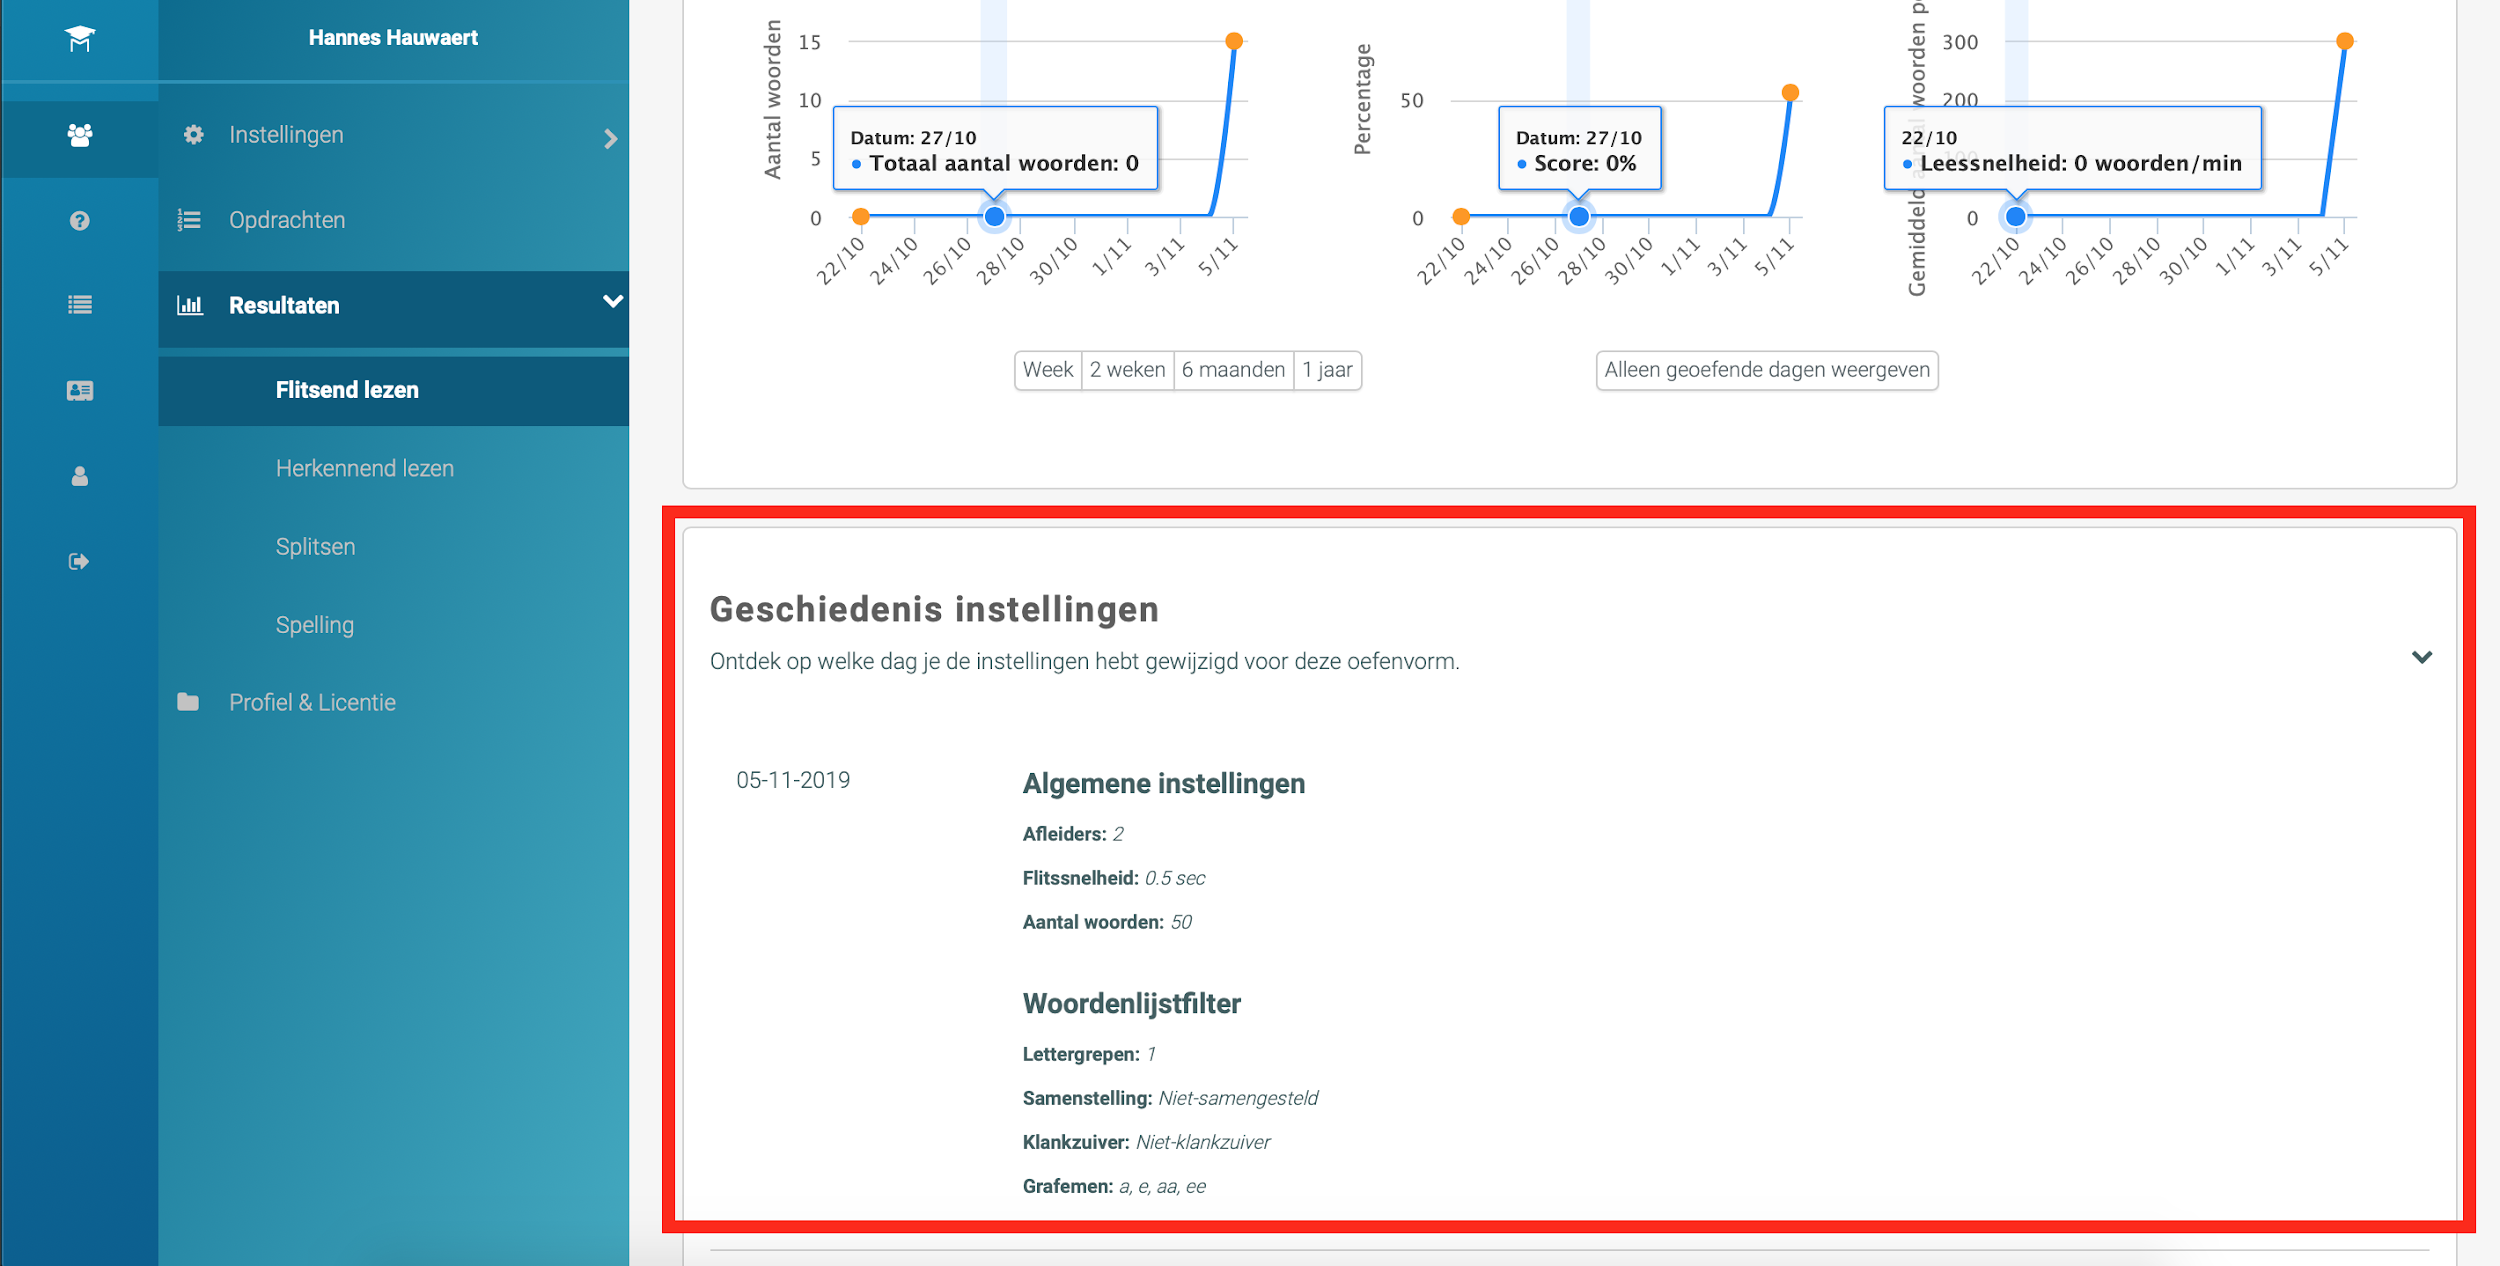 Hannes Hauwaert
Instellingen
Opdrachten
Resultaten
Flitsend lezen
Herkennend lezen
Splitsen
Spelling
Profiel & Licentie
Aantal woorden
15
10
5
0
Datum: 27/10
Totaal aantal woorden: 0
22/10 24/10 26/10 28/10 30/10 1/11 3/11 5/11
Percentage
50
0
Datum: 27/10
Score: 0%
22/10 24/10 26/10 28/10 30/10 1/11 3/11 5/11
Gemiddeld aantal woorden
300
200
100
0
22/10
Leessnelheid: 0 woorden/min
22/10 24/10 26/10 28/10 30/10 1/11 3/11 5/11
Week 2 weken 6 maanden 1 jaar
Alleen geoefende dagen weergeven
Geschiedenis instellingen
Ontdek op welke dag je de instellingen hebt gewijzigd voor deze oefenvorm.
05-11-2019
Algemene instellingen
Afleiders: 2
Flitssnelheid: 0.5 sec
Aantal woorden: 50
Woordenlijstfilter
Lettergrepen: 1
Samenstelling: Niet-samengesteld
Klankzuiver: Niet-klankzuiver
Grafemen: a, e, aa, ee